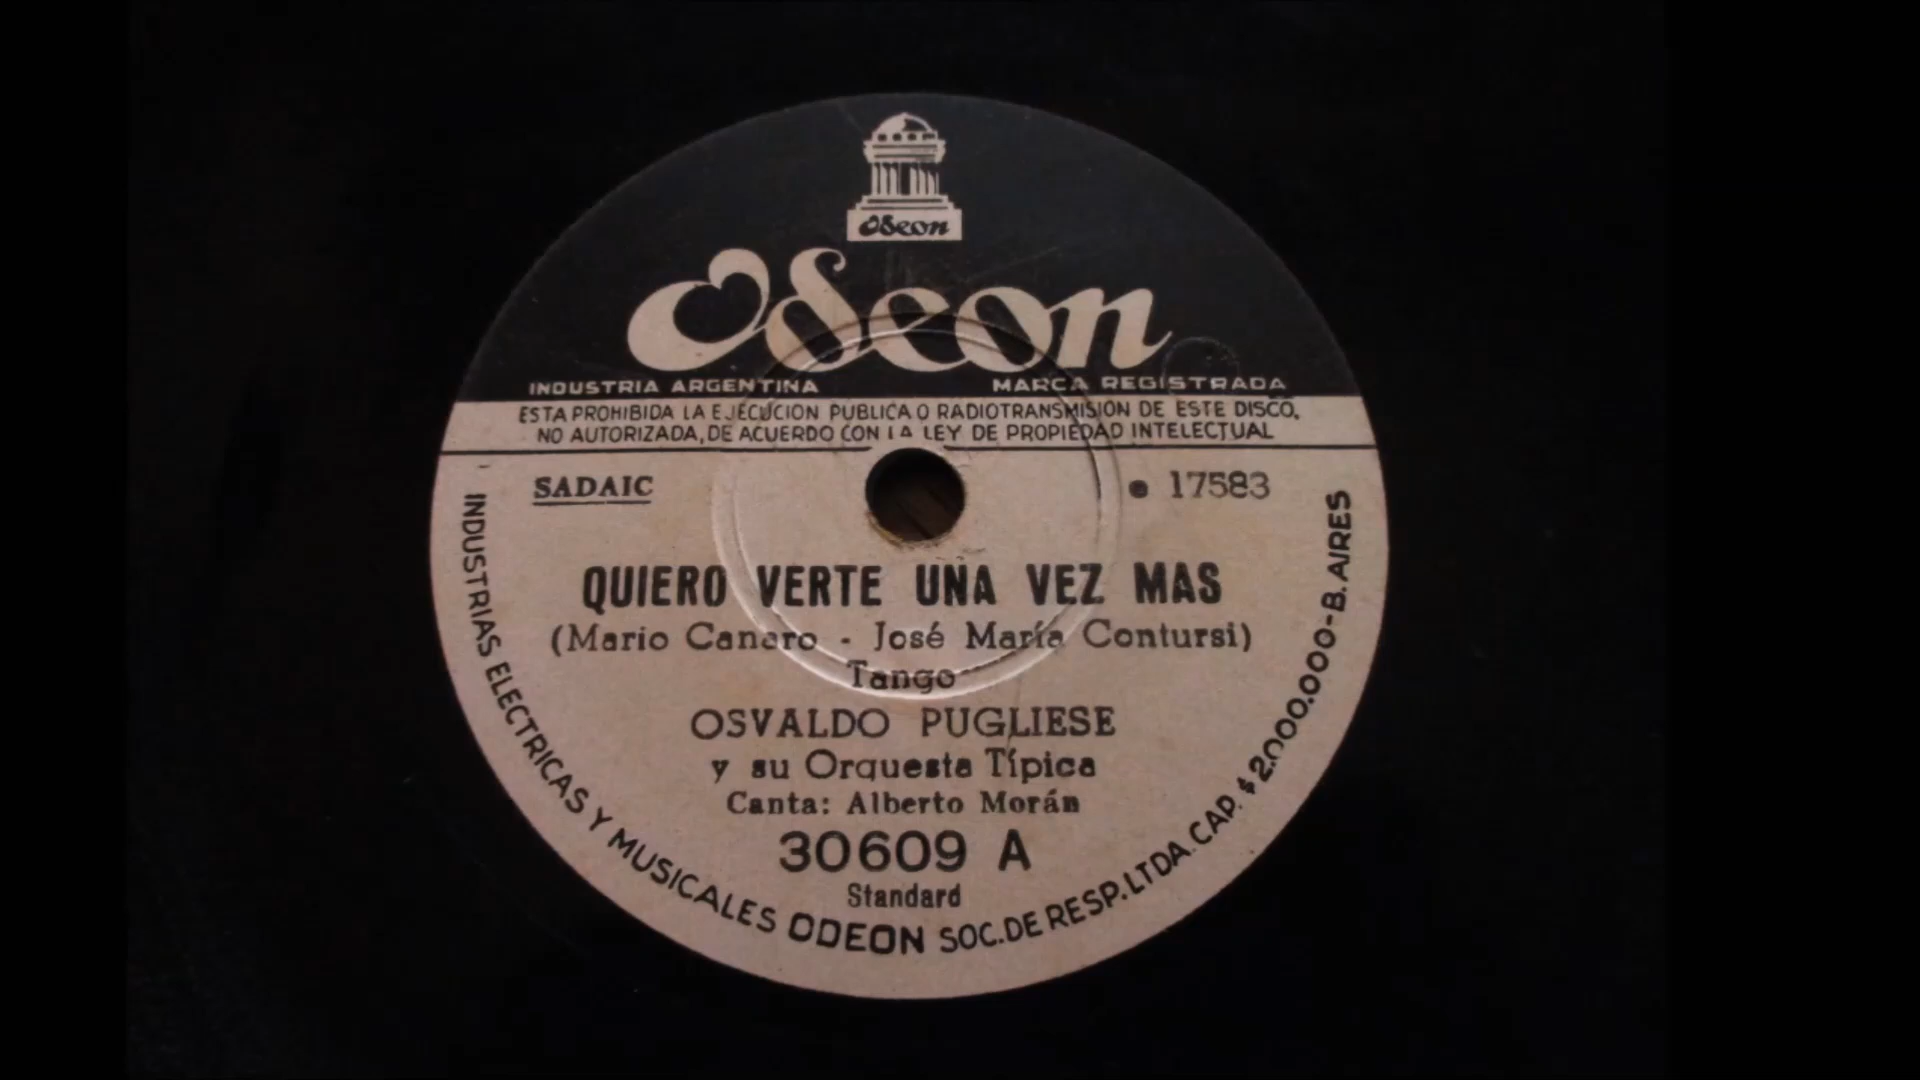 Odeon
Odeon
INDUSTRIA ARGENTINA MARCA REGISTRADA
ESTA PROHIBIDA LA EJECUCION PUBLICA O RADIOTRANSMISION DE ESTE DISCO,
NO AUTORIZADA, DE ACUERDO CON LA LEY DE PROPIEDAD INTELECTUAL
SADAIC
e 17583
QUIERO VERTE UNA VEZ MAS
(Mario Canaro - José María Contursi)
Tango
OSVALDO PUGLIESE
y su Orquesta Típica
Canta: Alberto Morán
30609 A
Standard
INDUSTRIAS ELECTRICAS Y MUSICALES ODEON SOC. DE RESP. LTDA. CAP. $ 2.000.000-B. AIRES